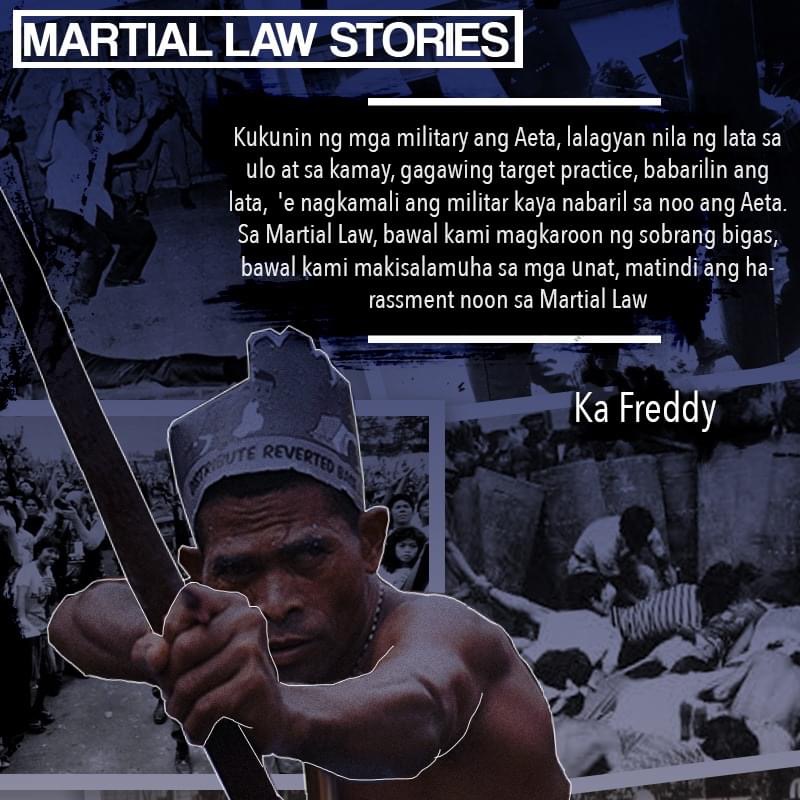 MARTIAL LAW STORIES
Kukunin ng mga military ang Aeta, lalagyan nila ng lata sa
ulo at sa kamay, gagawing target practice, babarilin ang
lata, 'e nagkamali ang militar kaya nabaril sa noo ang Aeta.
Sa Martial Law, bawal kami magkaroon ng sobrang bigas,
bawal kami makisalamuha sa mga unat, matindi ang ha-
rassment noon sa Martial Law
Ka Freddy
REVERTED